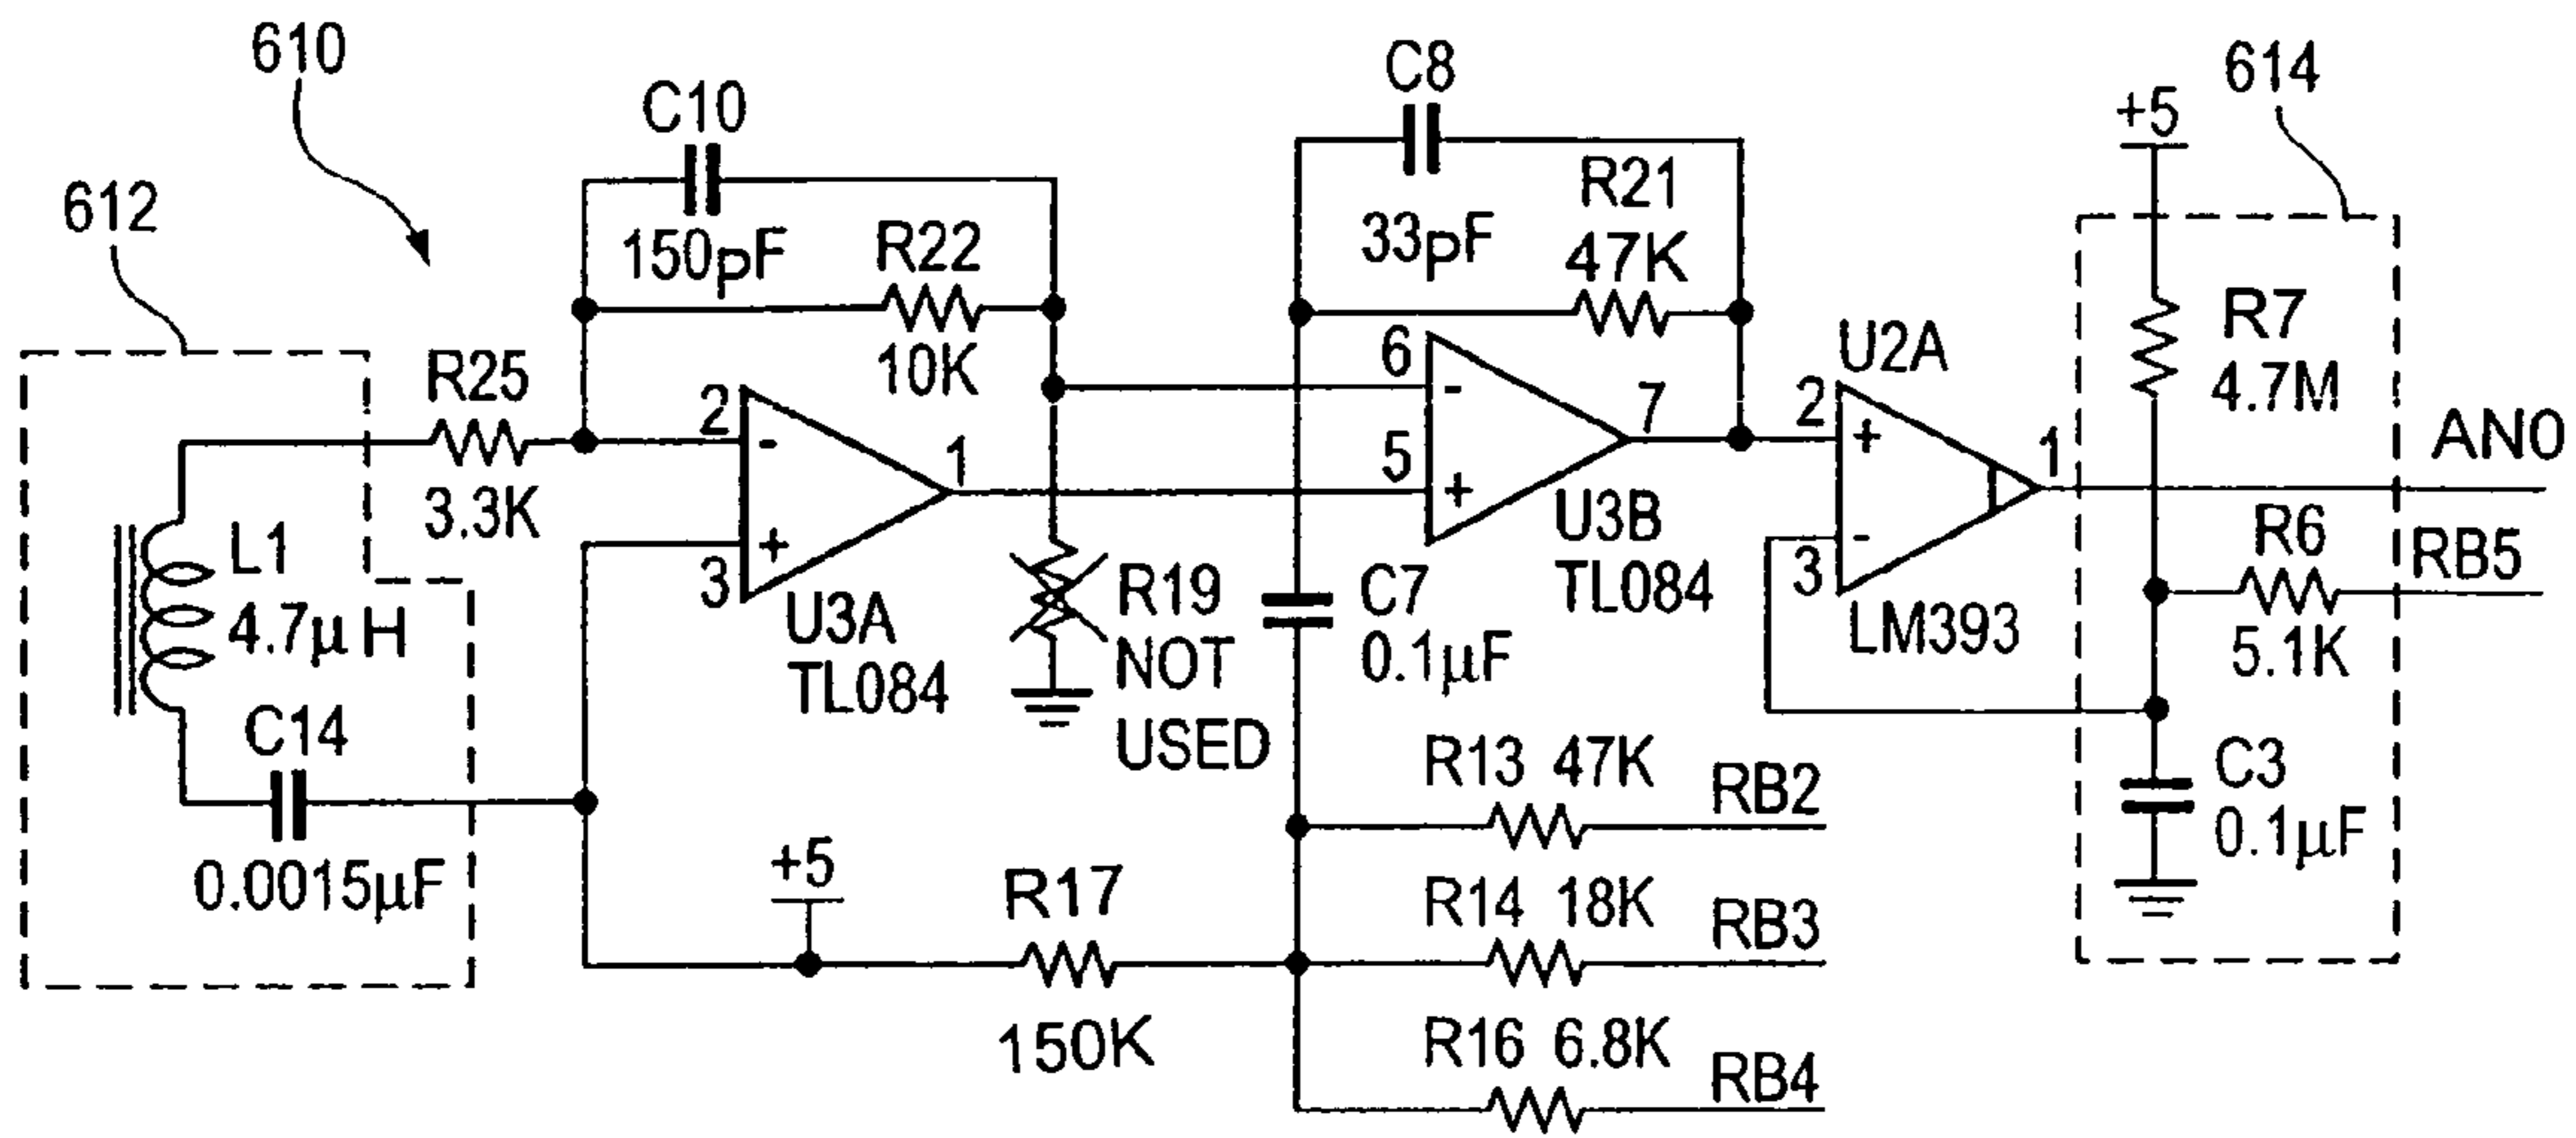 610
612
C10
150pF
R22
10K
R25
3.3K
L1
4.7μH
C14
0.0015μF
2
-
3
+
1
U3A
TL084
R19
NOT
USED
+5
R17
150K
C8
33pF
R21
47K
6
-
5
+
7
U3B
TL084
C7
0.1μF
R13 47K
RB2
R14 18K
RB3
R16 6.8K
RB4
U2A
2
+
3
-
1
LM393
614
+5
R7
4.7M
AN0
R6
5.1K
RB5
C3
0.1μF